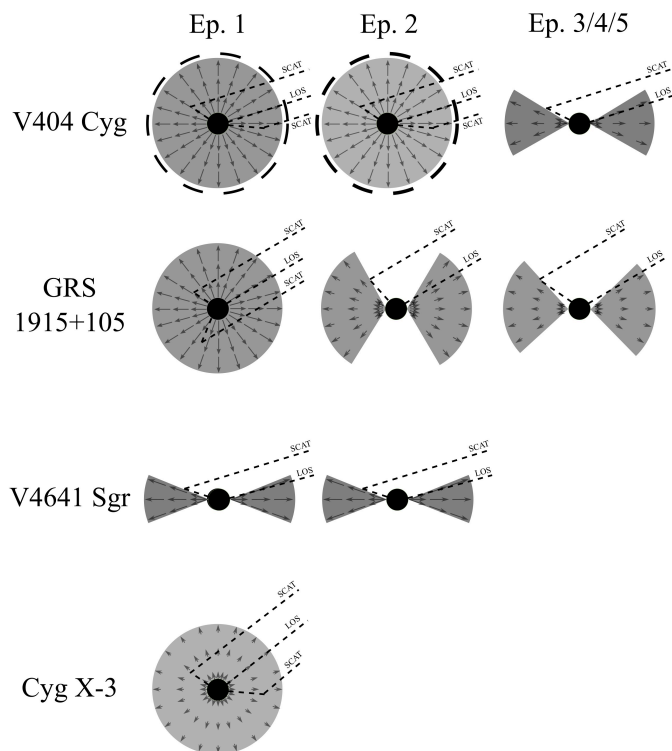 Ep. 1 Ep. 2 Ep. 3/4/5
SCAT SCAT SCAT
LOS LOS LOS
V404 Cyg
SCAT SCAT
SCAT SCAT SCAT
LOS LOS LOS
SCAT
GRS
1915+105
SCAT SCAT
LOS LOS
V4641 Sgr
SCAT
LOS
SCAT
Cyg X-3